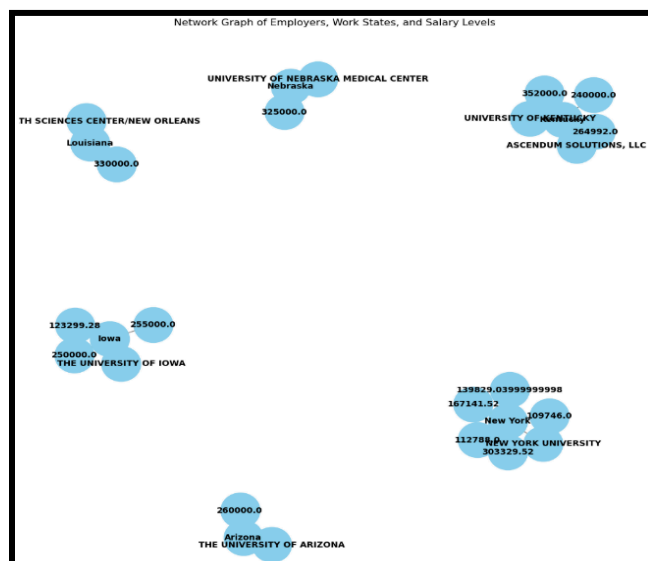 Network Graph of Employers, Work States, and Salary Levels
UNIVERSITY OF NEBRASKA MEDICAL CENTER
Nebraska
325000.0
352000.0
240000.0
UNIVERSITY OF KENTUCKY
Kentucky
264992.0
ASCENDUM SOLUTIONS, LLC
TH SCIENCES CENTER/NEW ORLEANS
Louisiana
330000.0
123299.28
255000.0
Iowa
250000.0
THE UNIVERSITY OF IOWA
139829.03999999998
167141.52
109746.0
New York
112788.0
NEW YORK UNIVERSITY
303329.52
260000.0
Arizona
THE UNIVERSITY OF ARIZONA